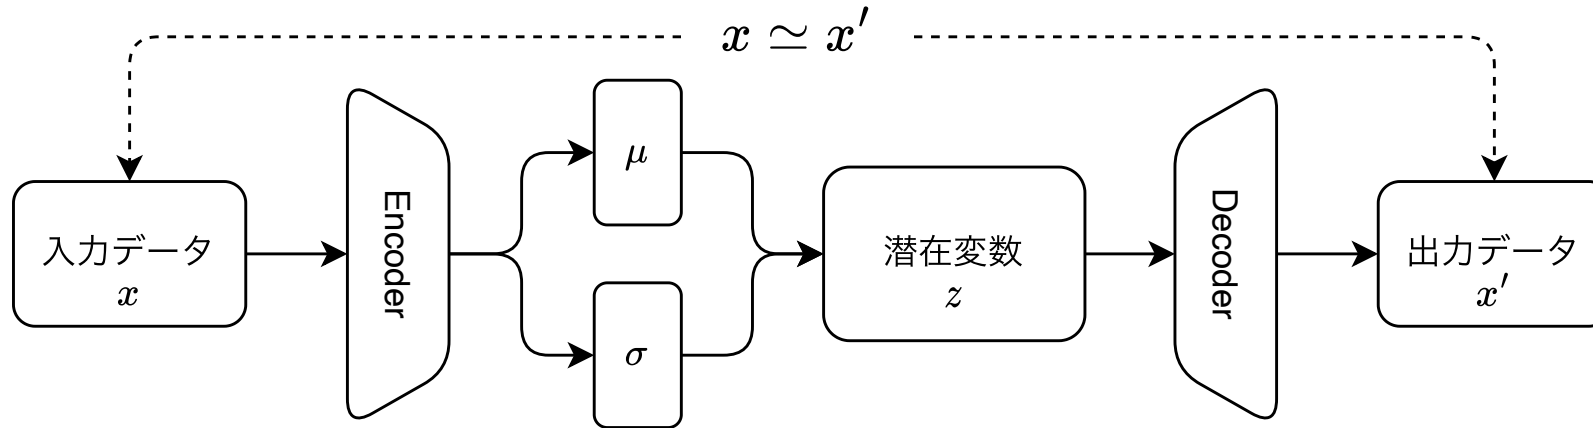 x ≃ x′
入力データ
x
Encoder
μ
σ
潜在変数
z
Decoder
出力データ
x′